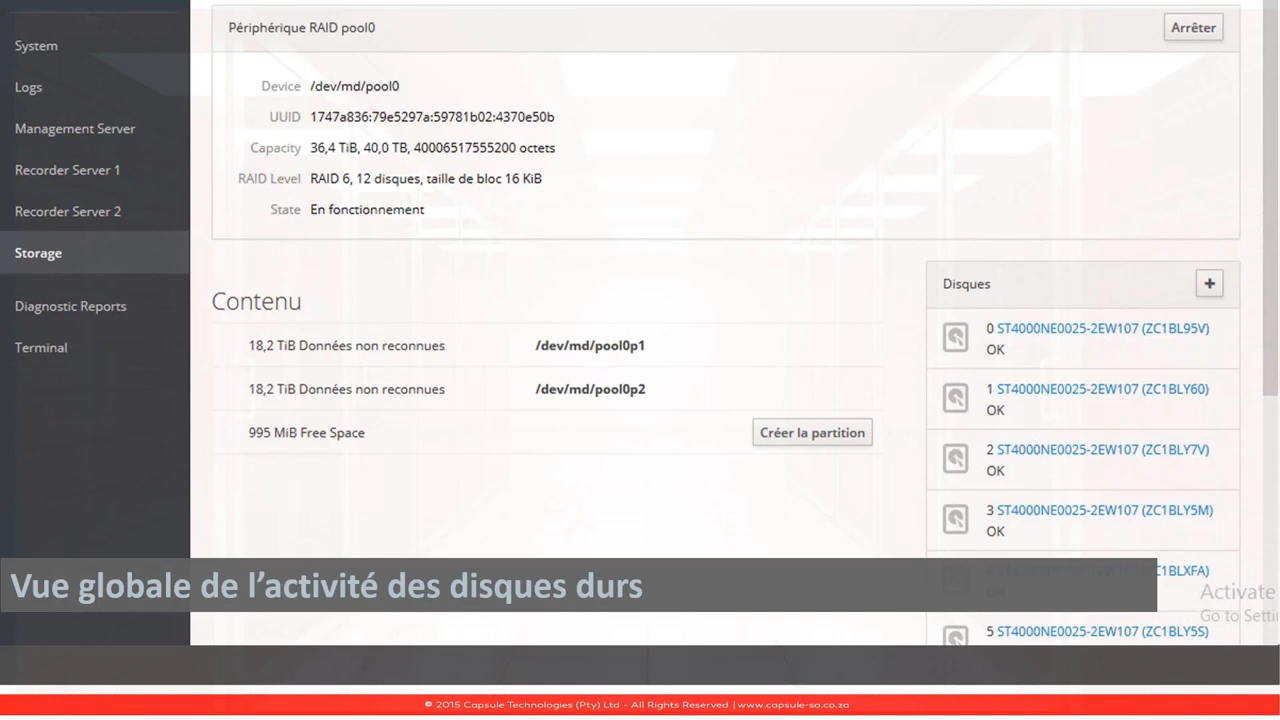 System
Logs
Management Server
Recorder Server 1
Recorder Server 2
Storage
Diagnostic Reports
Terminal
Périphérique RAID pool0
Arrêter
Device /dev/md/pool0
UUID 1747a836:79e5297a:59781b02:4370e50b
Capacity 36,4 TiB, 40,0 TB, 40006517555200 octets
RAID Level RAID 6, 12 disques, taille de bloc 16 KiB
State En fonctionnement
Contenu
18,2 TiB Données non reconnues /dev/md/pool0p1
18,2 TiB Données non reconnues /dev/md/pool0p2
995 MiB Free Space Créer la partition
Disques +
0 ST4000NE0025-2EW107 (ZC1BL95V)
OK
1 ST4000NE0025-2EW107 (ZC1BLY60)
OK
2 ST4000NE0025-2EW107 (ZC1BLY7V)
OK
3 ST4000NE0025-2EW107 (ZC1BLY5M)
OK
5 ST4000NE0025-2EW107 (ZC1BLY5S)
Vue globale de l’activité des disques durs
Activate
Go to Setti
© 2015 Capsule Technologies (Pty) Ltd - All Rights Reserved | www.capsule-sa.co.za